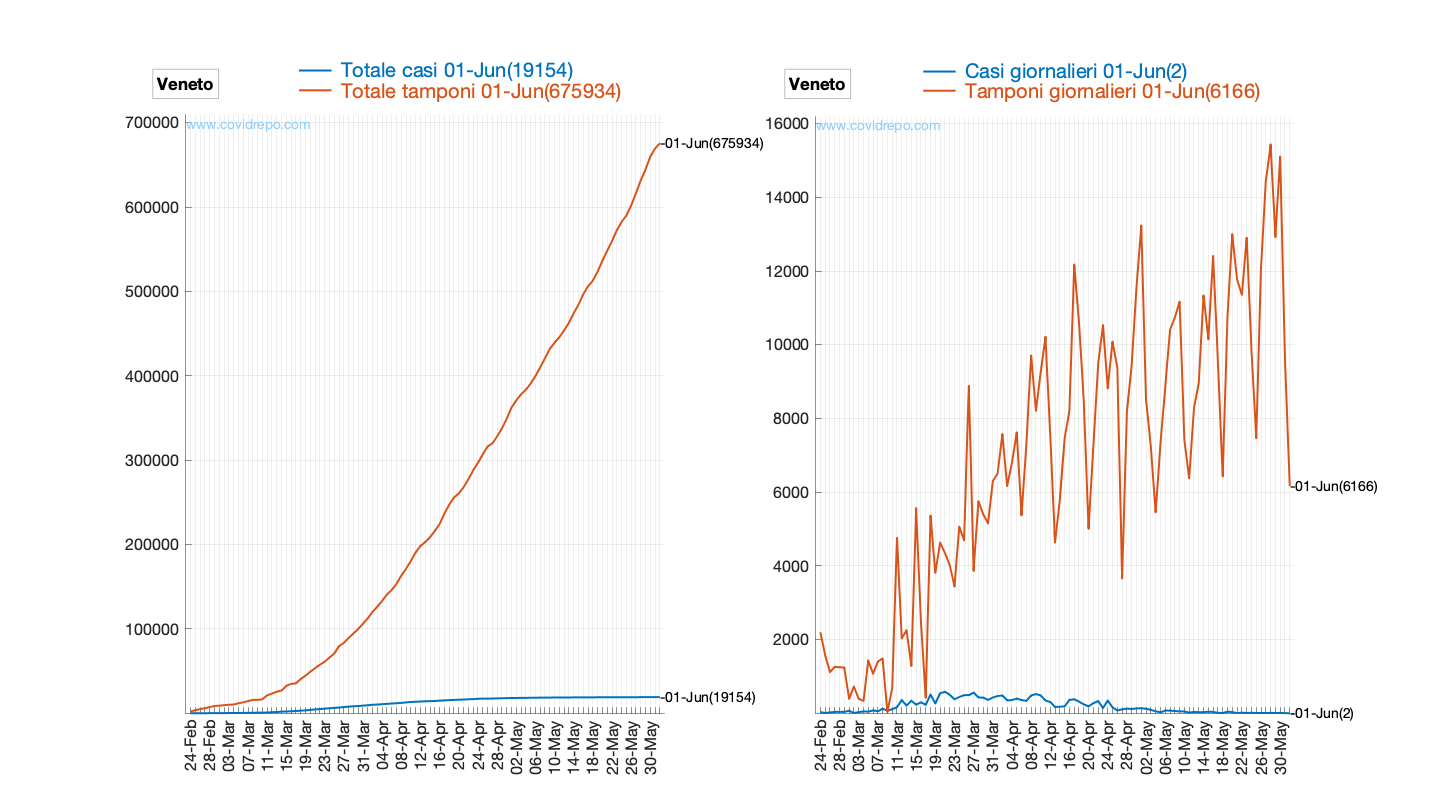 Veneto
Totale casi 01-Jun(19154)
Totale tamponi 01-Jun(675934)
www.covidrepo.com
700000
600000
500000
400000
300000
200000
100000
01-Jun(675934)
01-Jun(19154)
24-Feb
28-Feb
03-Mar
07-Mar
11-Mar
15-Mar
19-Mar
23-Mar
27-Mar
31-Mar
04-Apr
08-Apr
12-Apr
16-Apr
20-Apr
24-Apr
28-Apr
02-May
06-May
10-May
14-May
18-May
22-May
26-May
30-May
Veneto
Casi giornalieri 01-Jun(2)
Tamponi giornalieri 01-Jun(6166)
www.covidrepo.com
16000
14000
12000
10000
8000
6000
4000
2000
01-Jun(6166)
01-Jun(2)
24-Feb
28-Feb
03-Mar
07-Mar
11-Mar
15-Mar
19-Mar
23-Mar
27-Mar
31-Mar
04-Apr
08-Apr
12-Apr
16-Apr
20-Apr
24-Apr
28-Apr
02-May
06-May
10-May
14-May
18-May
22-May
26-May
30-May